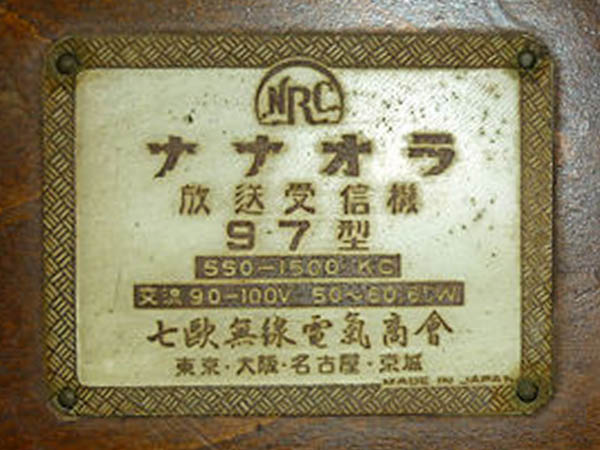 NRC
ナナオラ
放送受信機
97型
550-1500 KC
交流 90-100V 50~60,
七欧無線電氣商會
東京・大阪・名古屋・京城
MADE IN JAPAN